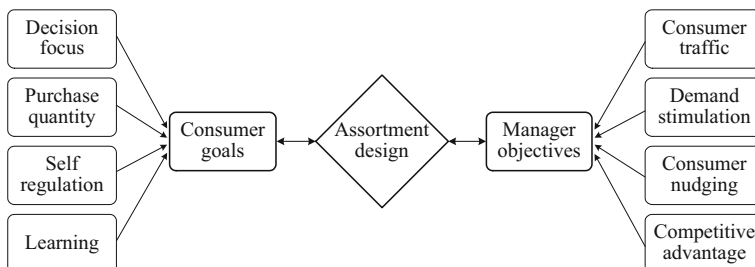 Decision
focus
Purchase
quantity
Self
regulation
Learning
Consumer
goals
Assortment
design
Manager
objectives
Consumer
traffic
Demand
stimulation
Consumer
nudging
Competitive
advantage